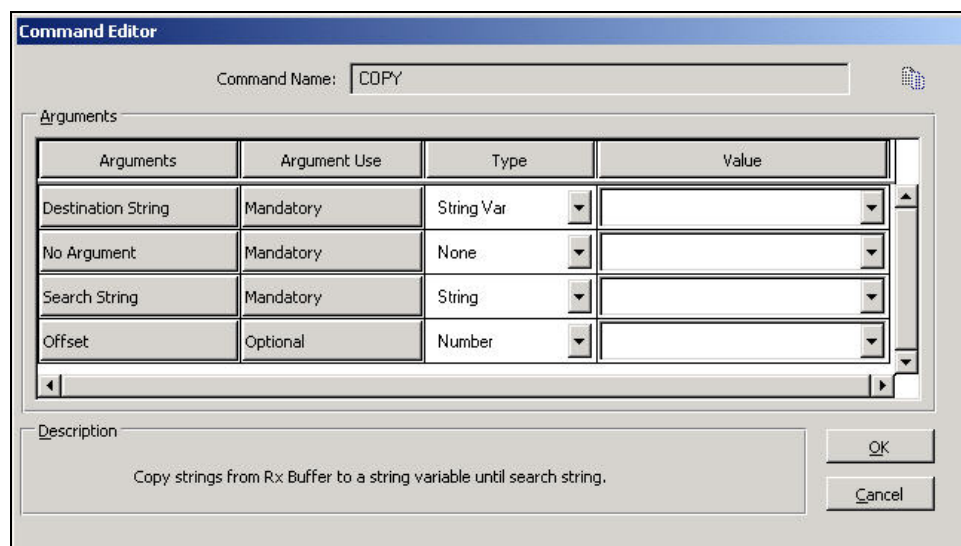 Command Editor
Command Name: COPY
Arguments
Arguments Argument Use Type Value
Destination String Mandatory String Var
No Argument Mandatory None
Search String Mandatory String
Offset Optional Number
Description
Copy strings from Rx Buffer to a string variable until search string.
OK
Cancel